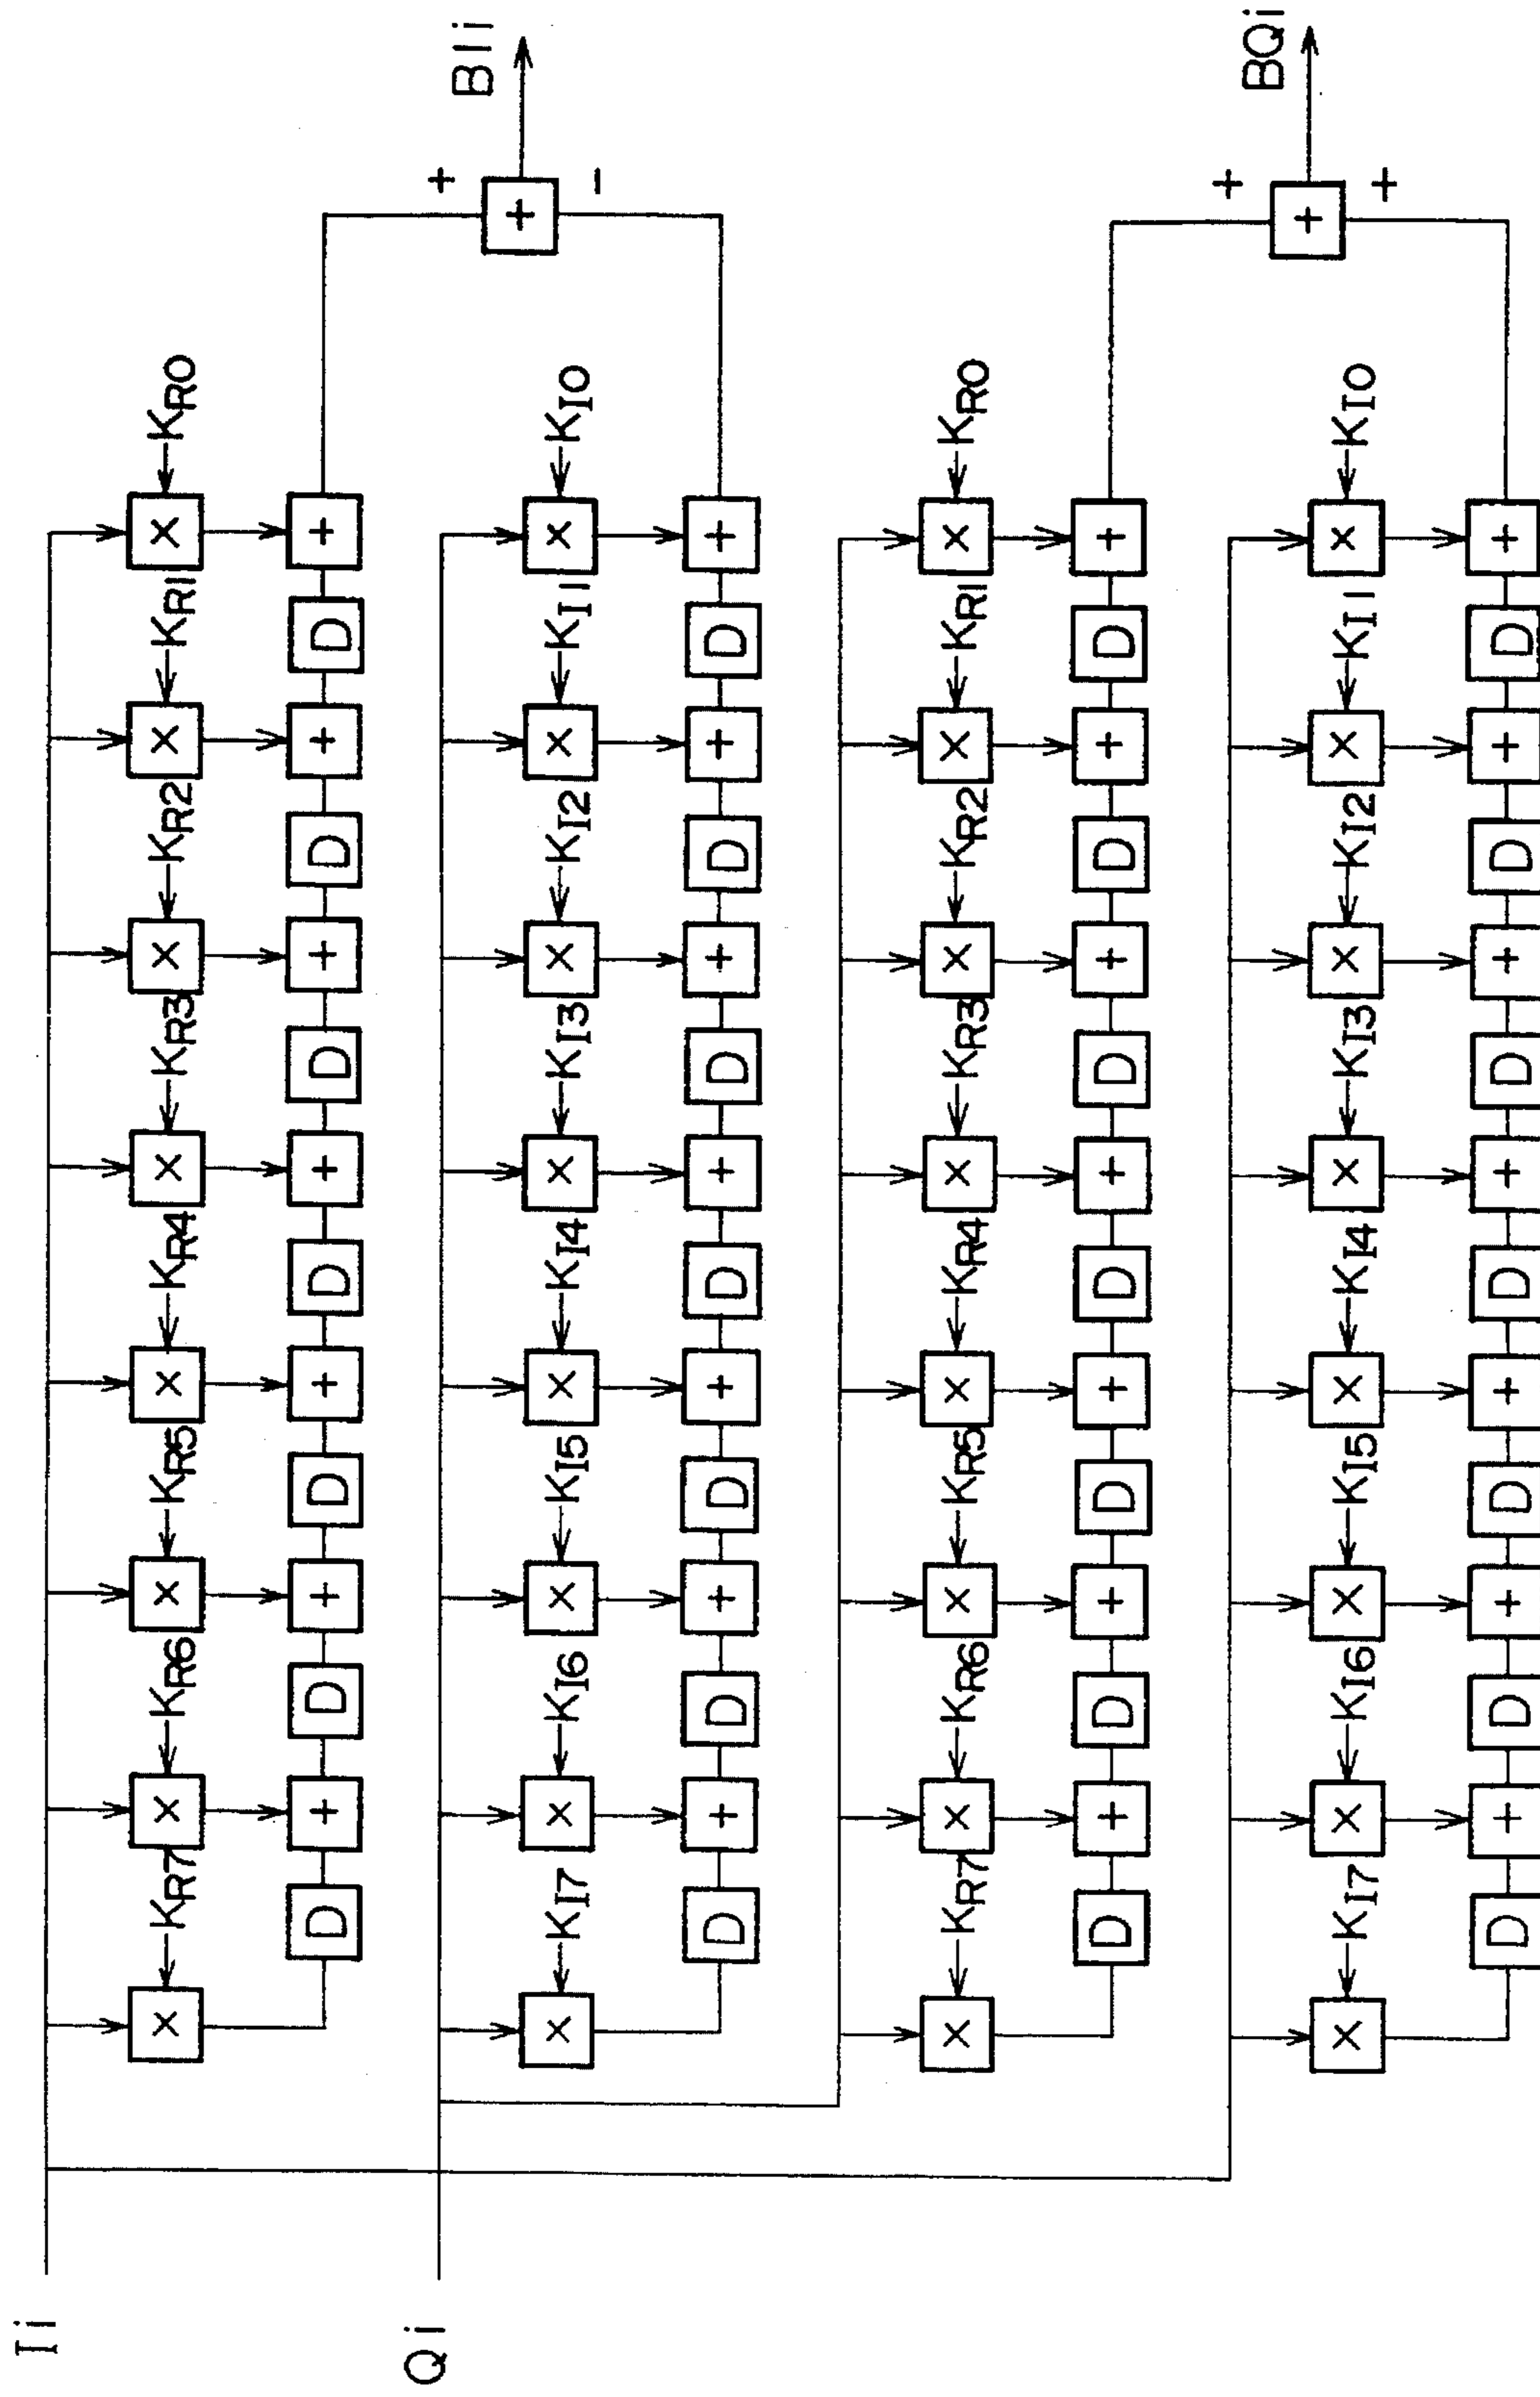 Ii
× KR7 × KR6 × KR5 × KR4 × KR3 × KR2 × KR1 × KR0
D + D + D + D + D + D + D +
+
Qi
+ BIi
× KI7 × KI6 × KI5 × KI4 × KI3 × KI2 × KI1 × KI0
−
D + D + D + D + D + D + D +
× KR7 × KR6 × KR5 × KR4 × KR3 × KR2 × KR1 × KR0
D + D + D + D + D + D + D +
+
+ BQi
× KI7 × KI6 × KI5 × KI4 × KI3 × KI2 × KI1 × KI0
+
D + D + D + D + D + D + D +